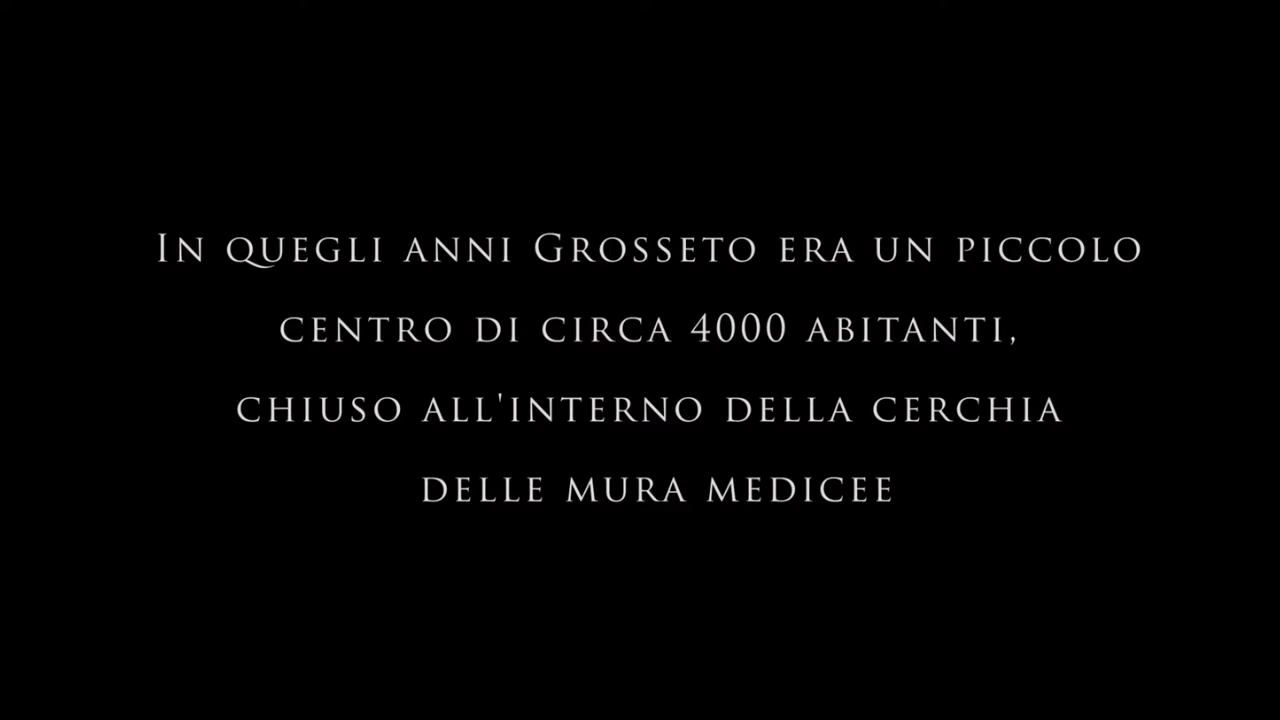 In quegli anni Grosseto era un piccolo
centro di circa 4000 abitanti,
chiuso all'interno della cerchia
delle mura medicee